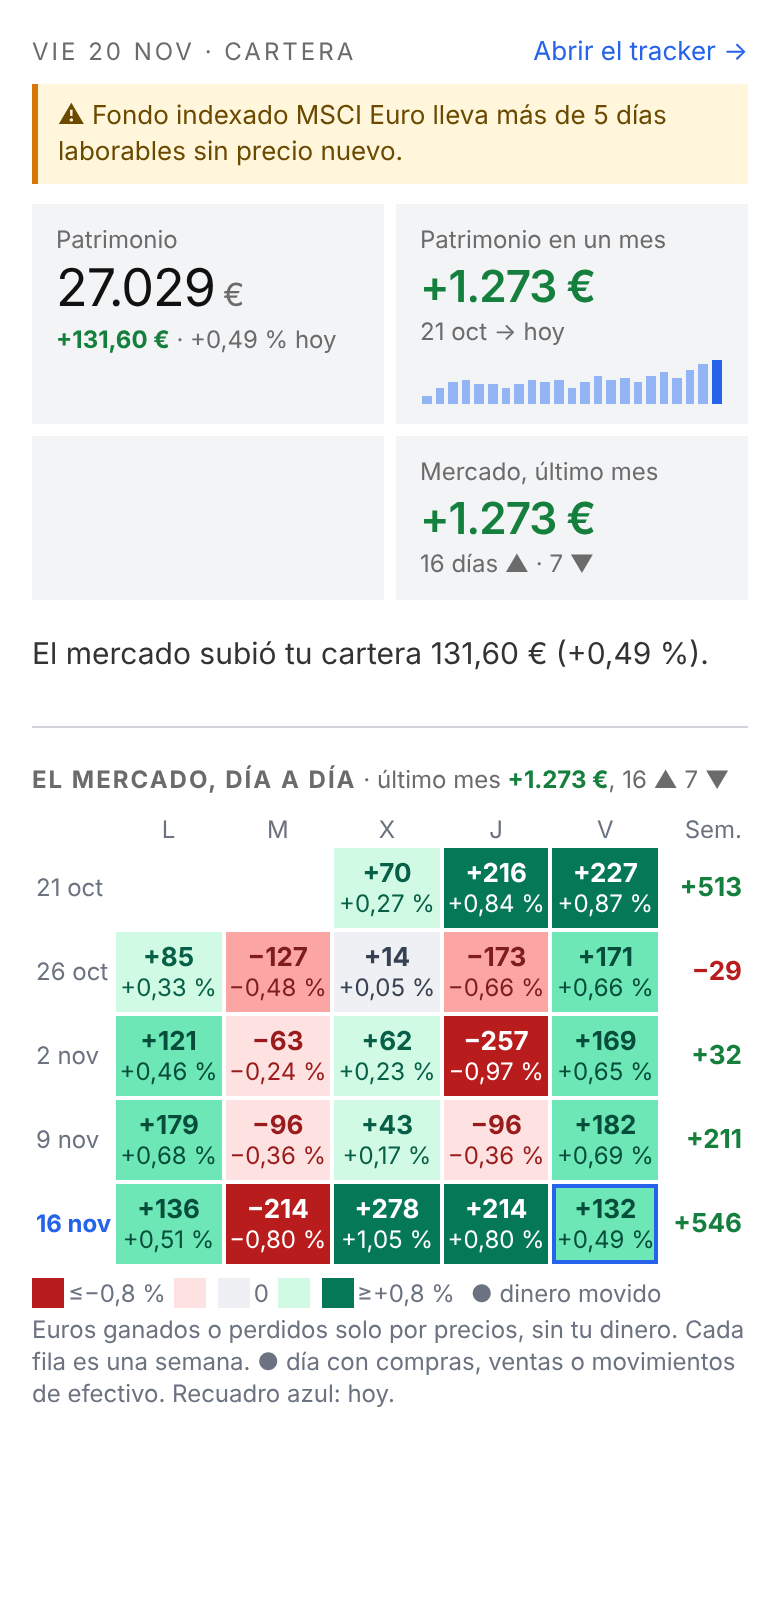 VIE 20 NOV · CARTERA Abrir el tracker →
⚠ Fondo indexado MSCI Euro lleva más de 5 días
laborables sin precio nuevo.
Patrimonio
27.029 €
+131,60 € · +0,49 % hoy
Patrimonio en un mes
+1.273 €
21 oct → hoy
Mercado, último mes
+1.273 €
16 días ▲ · 7 ▼
El mercado subió tu cartera 131,60 € (+0,49 %).
EL MERCADO, DÍA A DÍA · último mes +1.273 €, 16 ▲ 7 ▼
L M X J V Sem.
21 oct +70 +216 +227 +513
+0,27 % +0,84 % +0,87 %
26 oct +85 −127 +14 −173 +171 −29
+0,33 % −0,48 % +0,05 % −0,66 % +0,66 %
2 nov +121 −63 +62 −257 +169 +32
+0,46 % −0,24 % +0,23 % −0,97 % +0,65 %
9 nov +179 −96 +43 −96 +182 +211
+0,68 % −0,36 % +0,17 % −0,36 % +0,69 %
16 nov +136 −214 +278 +214 +132 +546
+0,51 % −0,80 % +1,05 % +0,80 % +0,49 %
≤−0,8 % 0 ≥+0,8 % ● dinero movido
Euros ganados o perdidos solo por precios, sin tu dinero. Cada
fila es una semana. ● día con compras, ventas o movimientos
de efectivo. Recuadro azul: hoy.